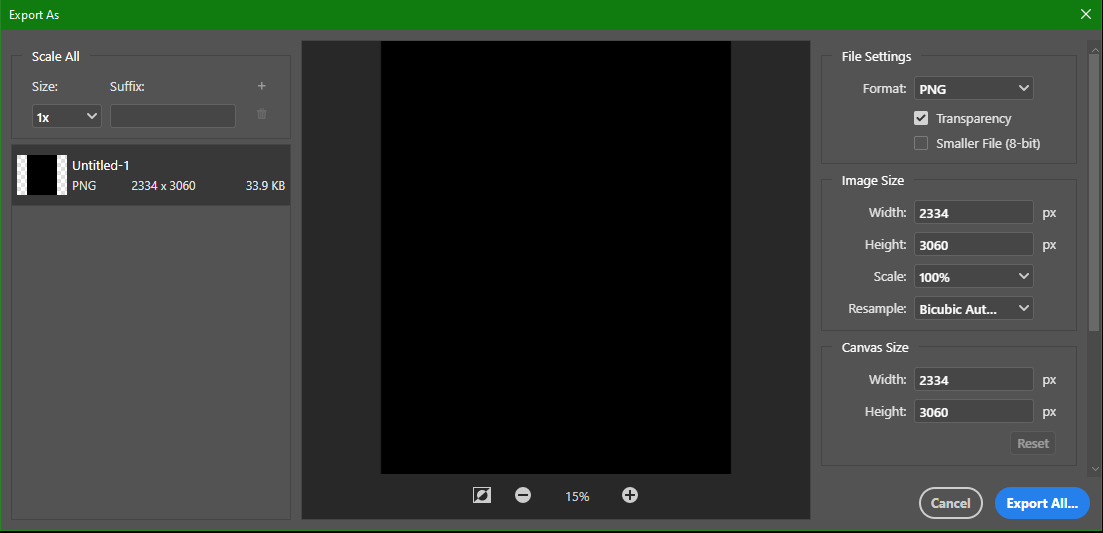 Export As
Scale All
Size: Suffix:
1x
Untitled-1
PNG 2334 x 3060 33.9 KB
15%
File Settings
Format: PNG
Transparency
Smaller File (8-bit)
Image Size
Width: 2334 px
Height: 3060 px
Scale: 100%
Resample: Bicubic Aut...
Canvas Size
Width: 2334 px
Height: 3060 px
Reset
Cancel Export All...